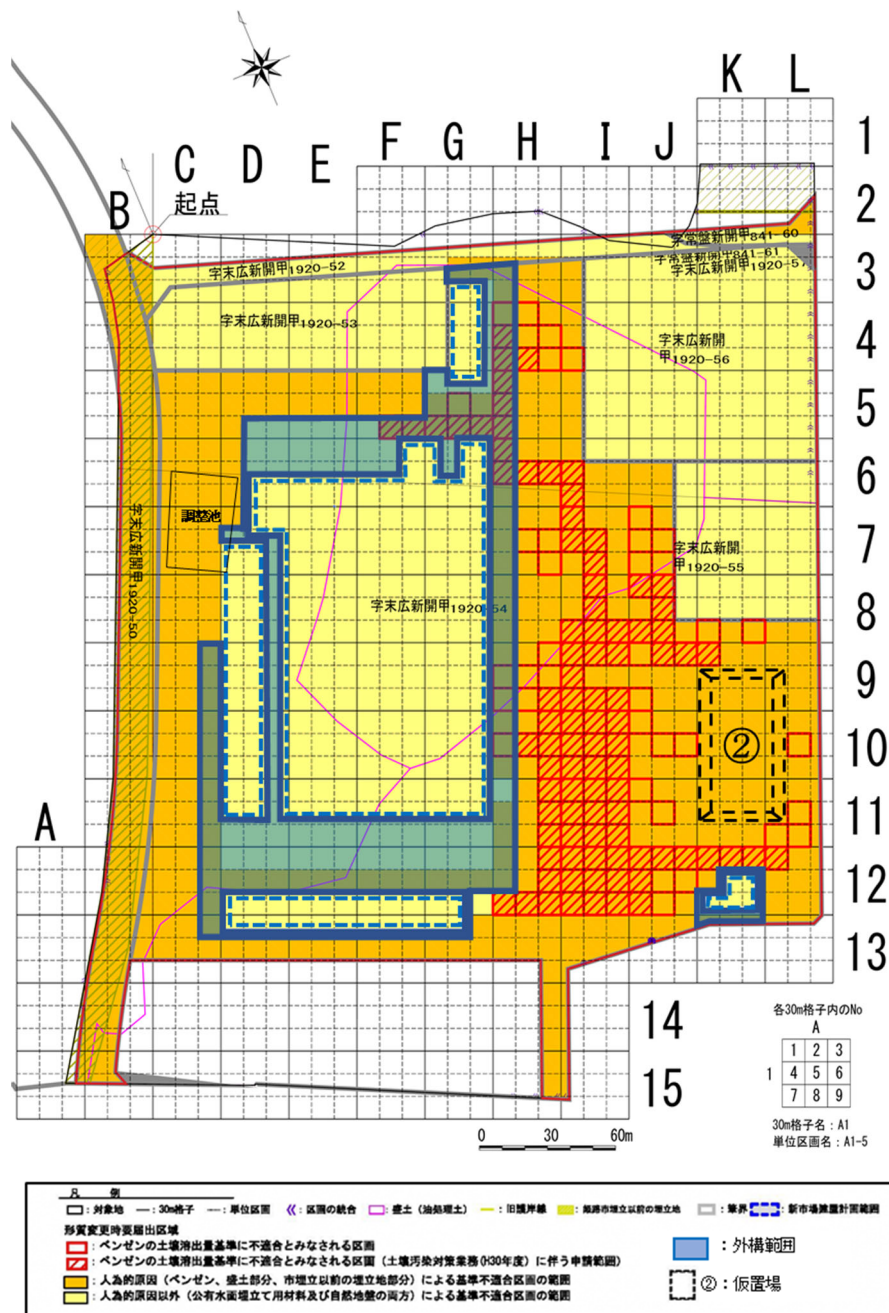 K L
F G H I J
C D E
B
起点
1
2
字常盤新開甲841-60
字常盤新開甲841-61
字末広新開甲1920-57
字末広新開甲1920-52
3
字末広新開甲1920-53
字末広新開
甲1920-56
4
5
6
調整池
字末広新開甲1920-50
字末広新開
甲1920-55
7
字末広新開甲1920-54
8
9
②
10
11
A
12
13
14
15
各30m格子内のNo
A
1 2 3
1 4 5 6
7 8 9
30m格子名：A1
単位区画名：A1-5
0 30 60m
凡 例
：対象地 ：30m格子 ：単位区画 ：区画の統合 ：盛土（油処理土） ：旧護岸線 ：姫路市埋立以前の埋立地 ：筆界 ：新市場建屋計画範囲
形質変更時要届出区域
：ベンゼンの土壌溶出量基準に不適合とみなされる区画
：ベンゼンの土壌溶出量基準に不適合とみなされる区画（土壌汚染対策業務(H30年度)に伴う申請範囲）
：人為的原因（ベンゼン、盛土部分、市埋立以前の埋立地部分）による基準不適合区画の範囲
：人為的原因以外（公有水面埋立て用材料及び自然地盤の両方）による基準不適合区画の範囲
：外構範囲
②：仮置場